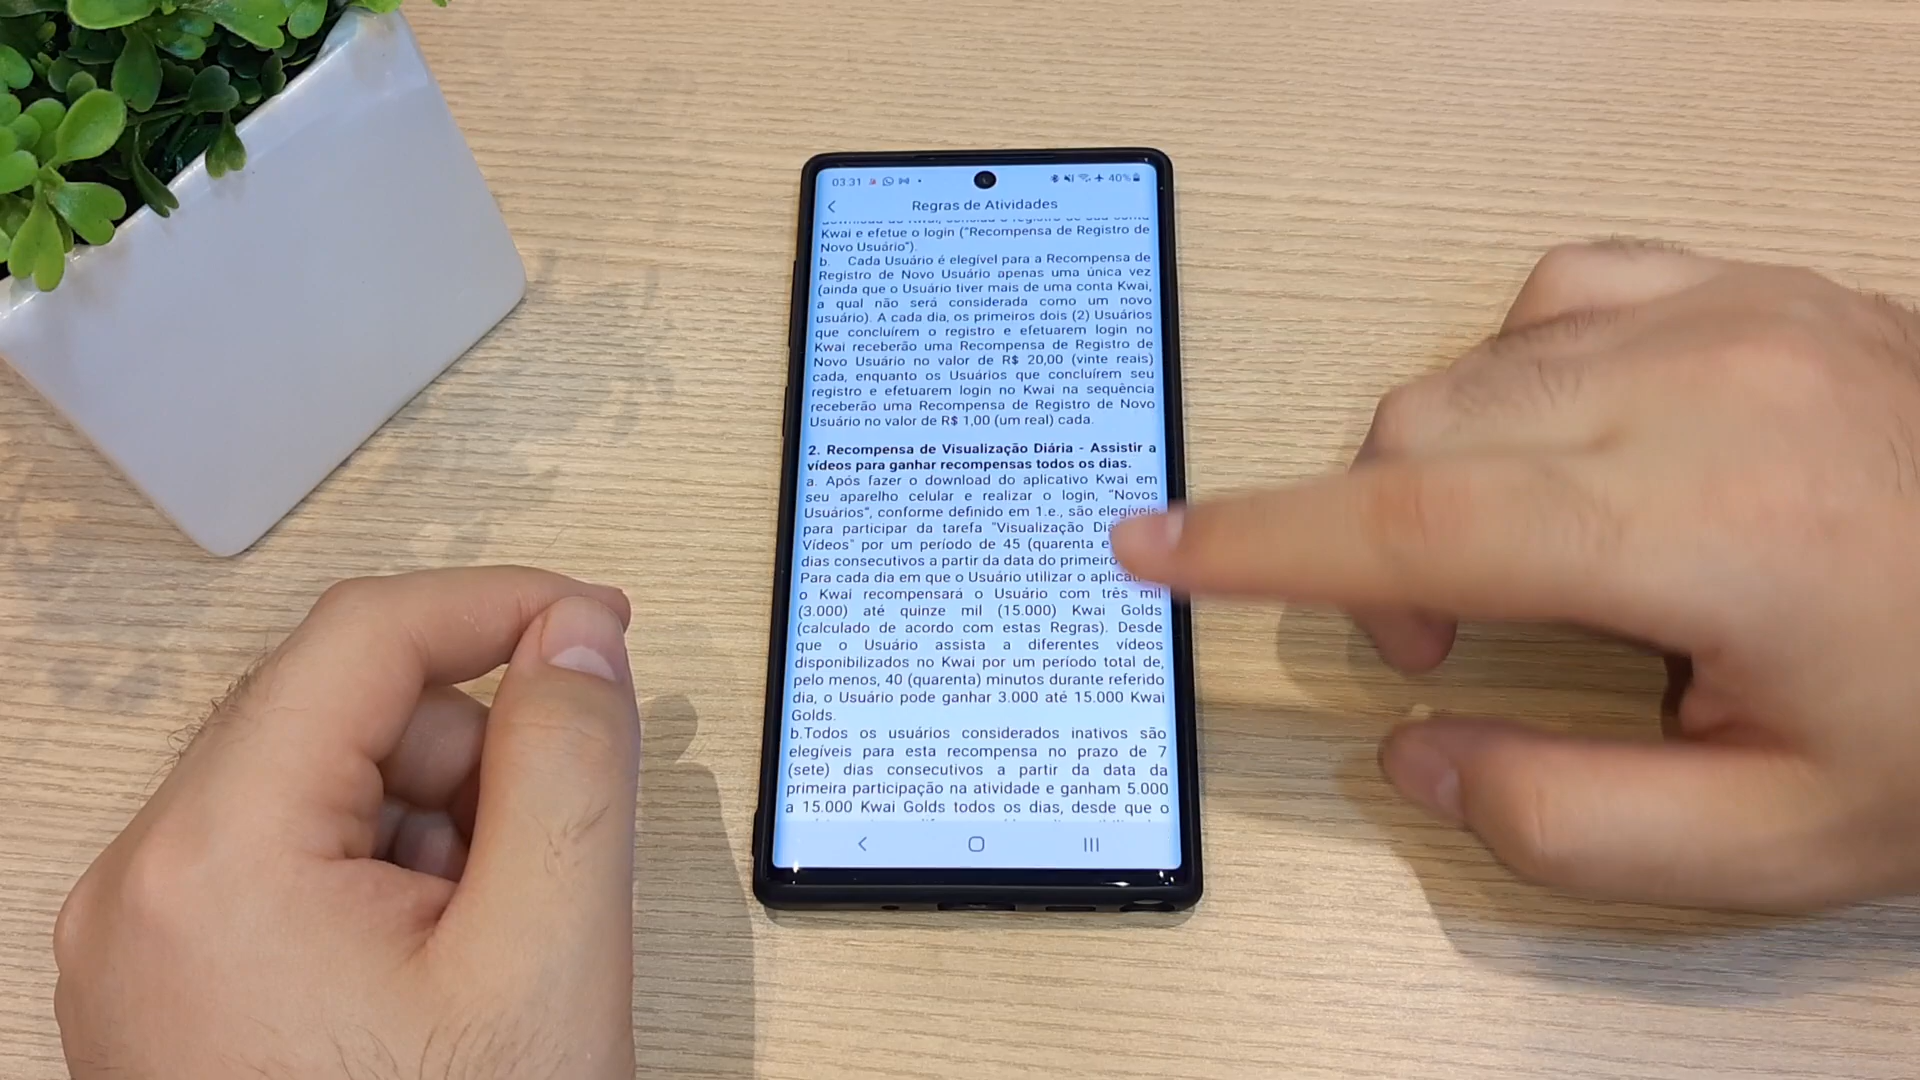 03:31
40%
Regras de Atividades
Kwai e efetue o login ("Recompensa de Registro de
Novo Usuário").
b. Cada Usuário é elegível para a Recompensa de
Registro de Novo Usuário apenas uma única vez
(ainda que o Usuário tiver mais de uma conta Kwai,
a qual não será considerada como um novo
usuário). A cada dia, os primeiros dois (2) Usuários
que concluírem o registro e efetuarem login no
Kwai receberão uma Recompensa de Registro de
Novo Usuário no valor de R$ 20,00 (vinte reais)
cada, enquanto os Usuários que concluírem seu
registro e efetuarem login no Kwai na sequência
receberão uma Recompensa de Registro de Novo
Usuário no valor de R$ 1,00 (um real) cada.
2. Recompensa de Visualização Diária - Assistir a
vídeos para ganhar recompensas todos os dias.
a. Após fazer o download do aplicativo Kwai em
seu aparelho celular e realizar o login, "Novos
Usuários", conforme definido em 1.e., são elegíveis
para participar da tarefa "Visualização
Vídeos" por um período de 45 (quarenta e
dias consecutivos a partir da data do primeiro
Para cada dia em que o Usuário utilizar o
o Kwai recompensará o Usuário com três mil
(3.000) até quinze mil (15.000) Kwai Golds
(calculado de acordo com estas Regras). Desde
que o Usuário assista a diferentes vídeos
disponibilizados no Kwai por um período total de,
pelo menos, 40 (quarenta) minutos durante referido
dia, o Usuário pode ganhar 3.000 até 15.000 Kwai
Golds.
b.Todos os usuários considerados inativos são
elegíveis para esta recompensa no prazo de 7
(sete) dias consecutivos a partir da data da
primeira participação na atividade e ganham 5.000
a 15.000 Kwai Golds todos os dias, desde que o